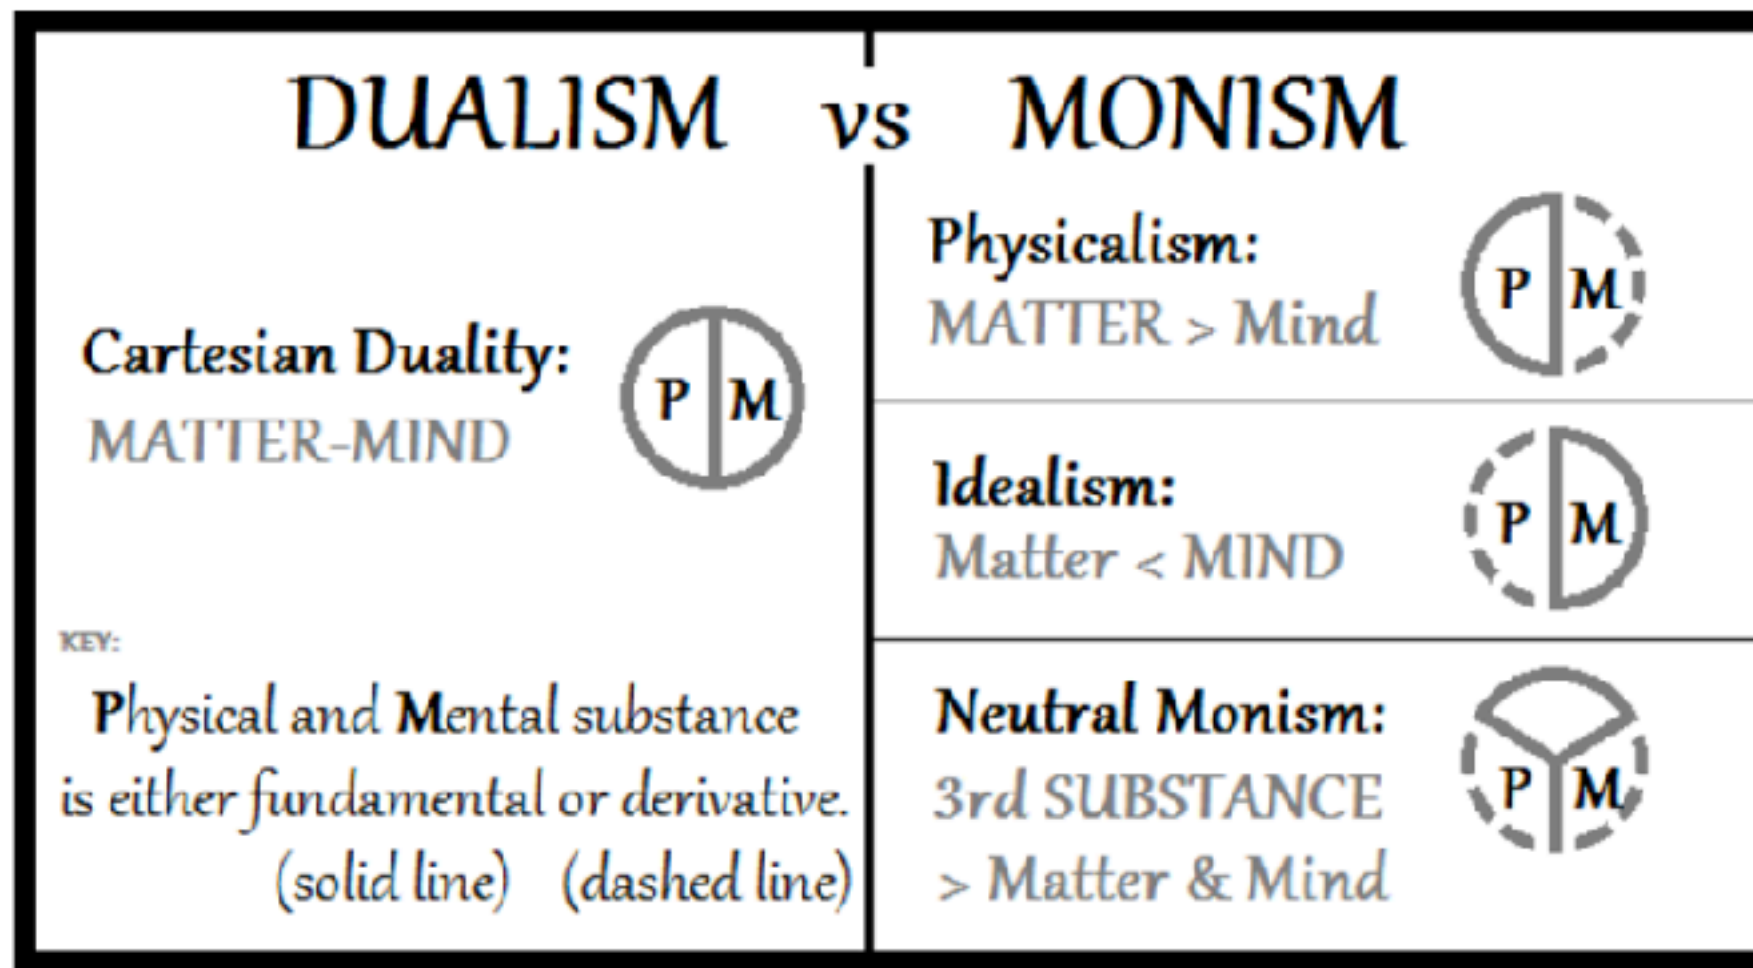 DUALISM vs MONISM
Cartesian Duality:
MATTER-MIND
P M
KEY:
Physical and Mental substance
is either fundamental or derivative.
(solid line) (dashed line)
Physicalism:
MATTER > Mind
P M
Idealism:
Matter < MIND
P M
Neutral Monism:
3rd SUBSTANCE
> Matter & Mind
P M